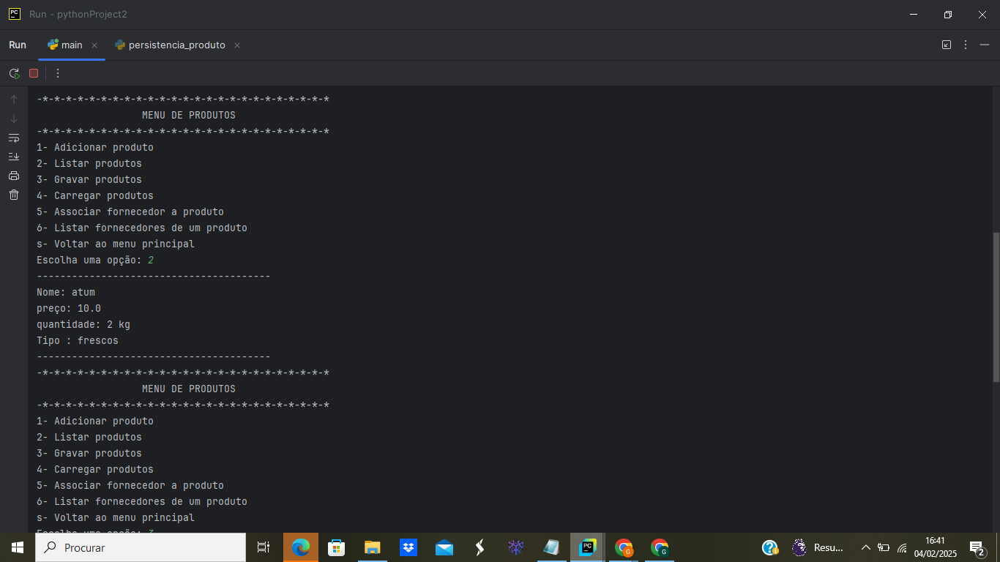 Run - pythonProject2
Run main persistencia_produto
-*-*-*-*-*-*-*-*-*-*-*-*-*-*-*-*-*-*-*-*-*-*-*-*-*
MENU DE PRODUTOS
-*-*-*-*-*-*-*-*-*-*-*-*-*-*-*-*-*-*-*-*-*-*-*-*-*
1- Adicionar produto
2- Listar produtos
3- Gravar produtos
4- Carregar produtos
5- Associar fornecedor a produto
6- Listar fornecedores de um produto
s- Voltar ao menu principal
Escolha uma opção: 2
----------------------------------------
Nome: atum
preço: 10.0
quantidade: 2 kg
Tipo : frescos
----------------------------------------
-*-*-*-*-*-*-*-*-*-*-*-*-*-*-*-*-*-*-*-*-*-*-*-*-*
MENU DE PRODUTOS
-*-*-*-*-*-*-*-*-*-*-*-*-*-*-*-*-*-*-*-*-*-*-*-*-*
1- Adicionar produto
2- Listar produtos
3- Gravar produtos
4- Carregar produtos
5- Associar fornecedor a produto
6- Listar fornecedores de um produto
s- Voltar ao menu principal
Escolha uma opção: 3
Procurar
Resu...
16:41
04/02/2025
2